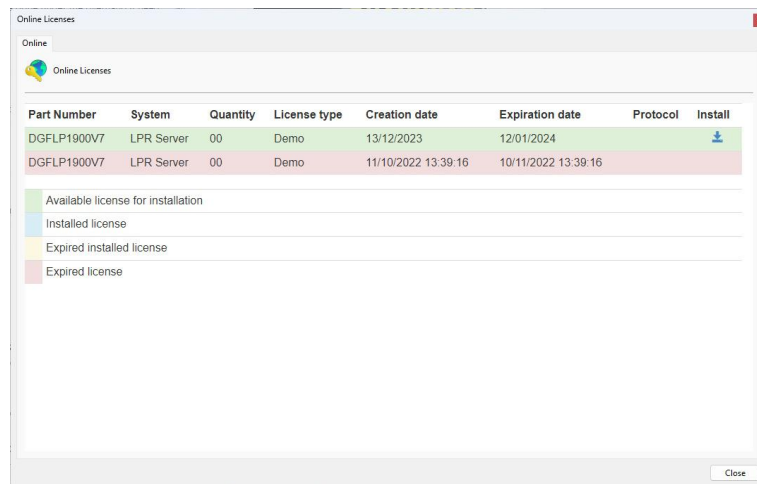 Online Licenses
Online
Online Licenses
Part Number System Quantity License type Creation date Expiration date Protocol Install
DGFLP1900V7 LPR Server 00 Demo 13/12/2023 12/01/2024
DGFLP1900V7 LPR Server 00 Demo 11/10/2022 13:39:16 10/11/2022 13:39:16
Available license for installation
Installed license
Expired installed license
Expired license
Close